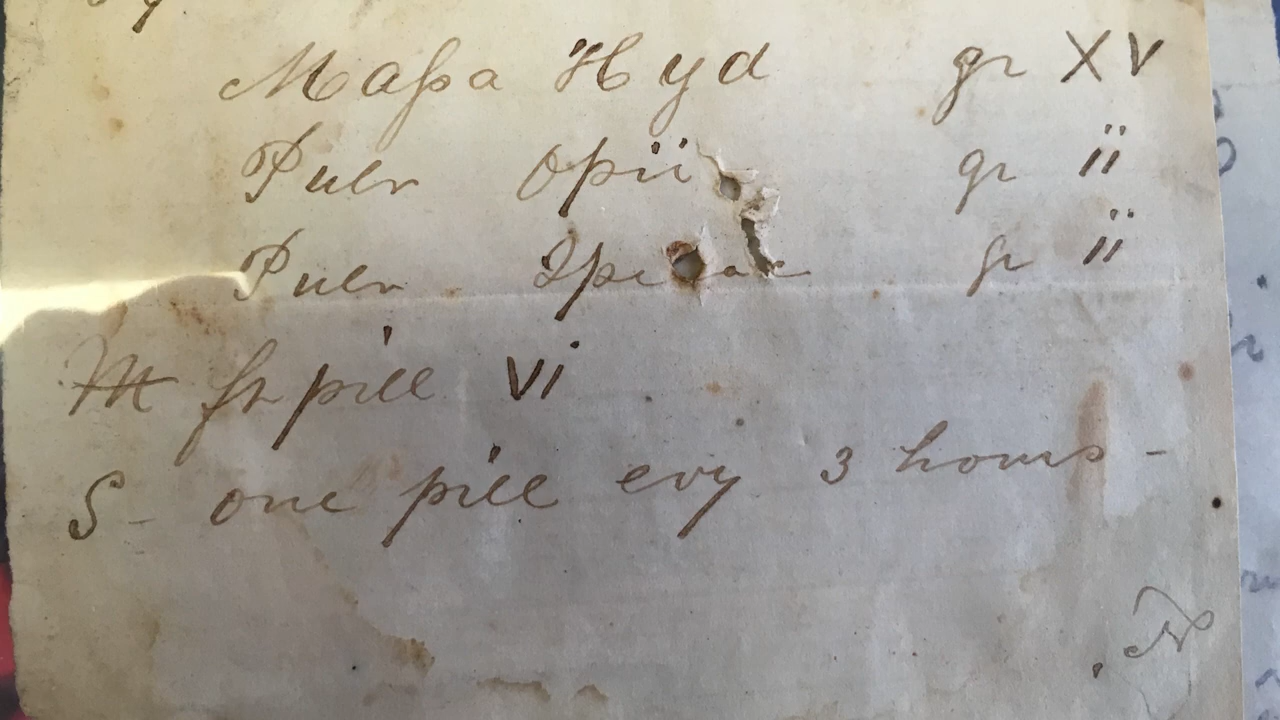 Maſsa Hyd gr XV
Pulv Opii gr ii
Pulv gr ii
M ft pill vi
S - one pill evy 3 hours -